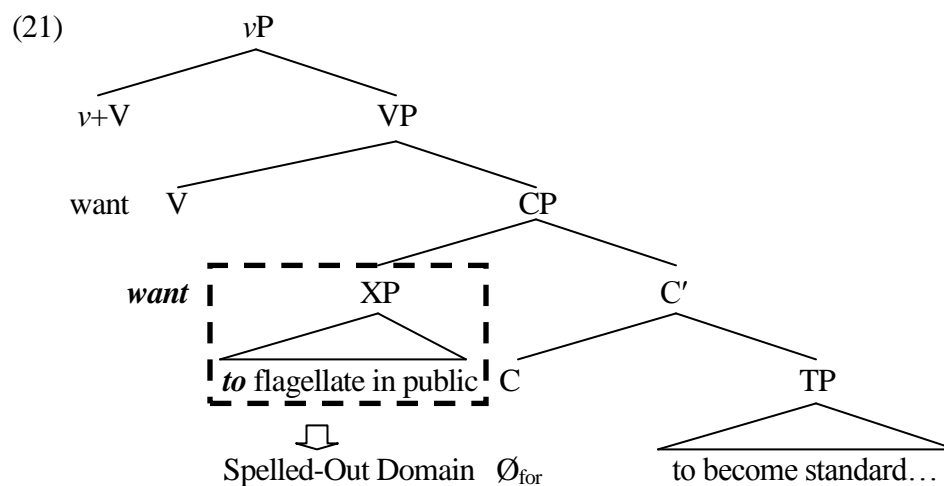 (21) vP
v+V VP
want V CP
want XP C′
to flagellate in public C TP
Spelled-Out Domain Øfor to become standard…